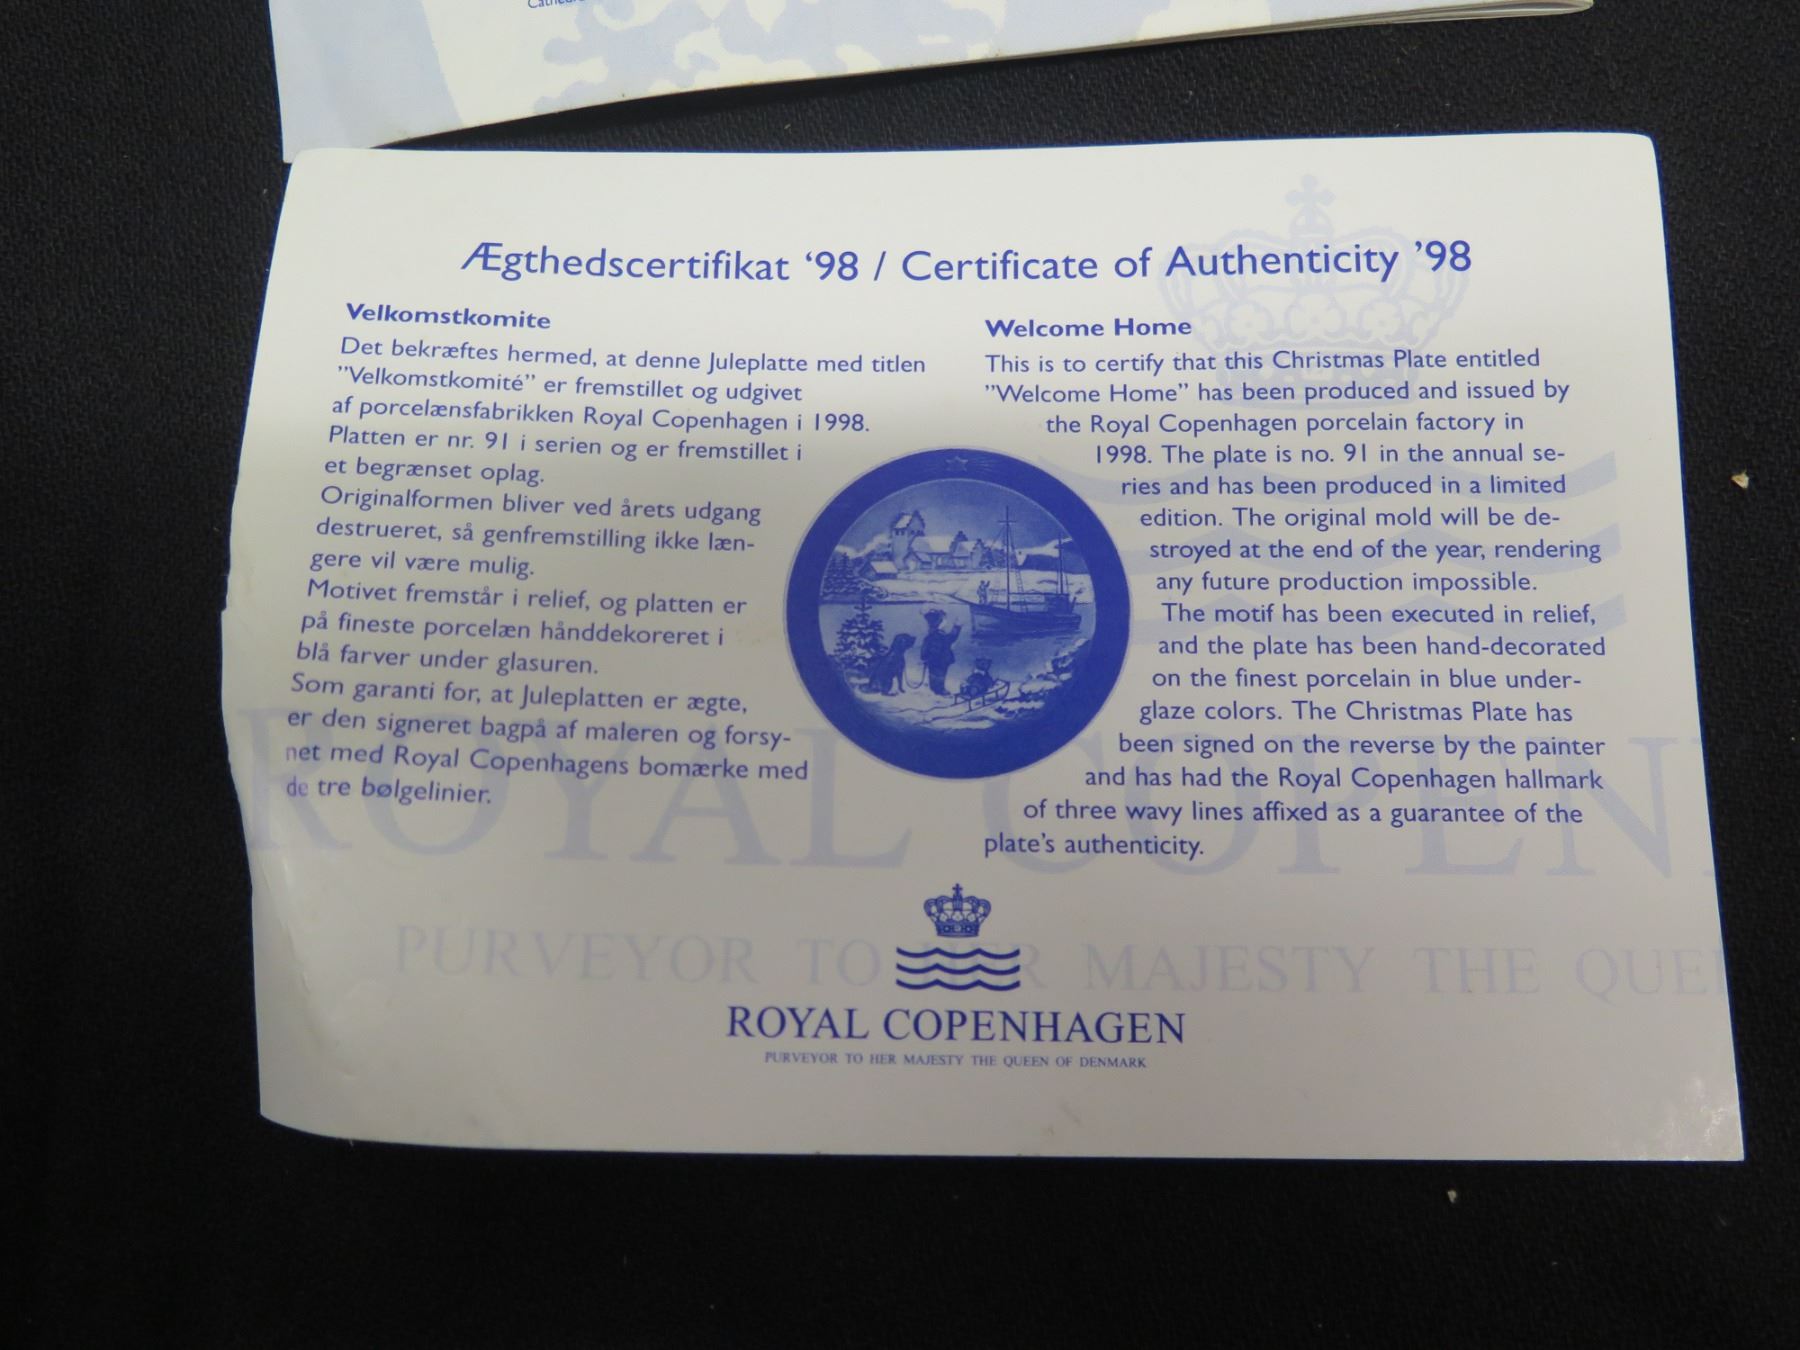 Ægthedscertifikat '98 / Certificate of Authenticity '98
Velkomstkomite
Det bekræftes hermed, at denne Juleplatte med titlen
"Velkomstkomité" er fremstillet og udgivet
af porcelænsfabrikken Royal Copenhagen i 1998.
Platten er nr. 91 i serien og er fremstillet i
et begrænset oplag.
Originalformen bliver ved årets udgang
destrueret, så genfremstilling ikke læn-
gere vil være mulig.
Motivet fremstår i relief, og platten er
på fineste porcelæn hånddekoreret i
blå farver under glasuren.
Som garanti for, at Juleplatten er ægte,
er den signeret bagpå af maleren og forsy-
net med Royal Copenhagens bomærke med
de tre bølgelinier.
Welcome Home
This is to certify that this Christmas Plate entitled
"Welcome Home" has been produced and issued by
the Royal Copenhagen porcelain factory in
1998. The plate is no. 91 in the annual se-
ries and has been produced in a limited
edition. The original mold will be de-
stroyed at the end of the year, rendering
any future production impossible.
The motif has been executed in relief,
and the plate has been hand-decorated
on the finest porcelain in blue under-
glaze colors. The Christmas Plate has
been signed on the reverse by the painter
and has had the Royal Copenhagen hallmark
of three wavy lines affixed as a guarantee of the
plate's authenticity.
ROYAL COPEN
PURVEYOR TO HER MAJESTY THE QUE
ROYAL COPENHAGEN
PURVEYOR TO HER MAJESTY THE QUEEN OF DENMARK